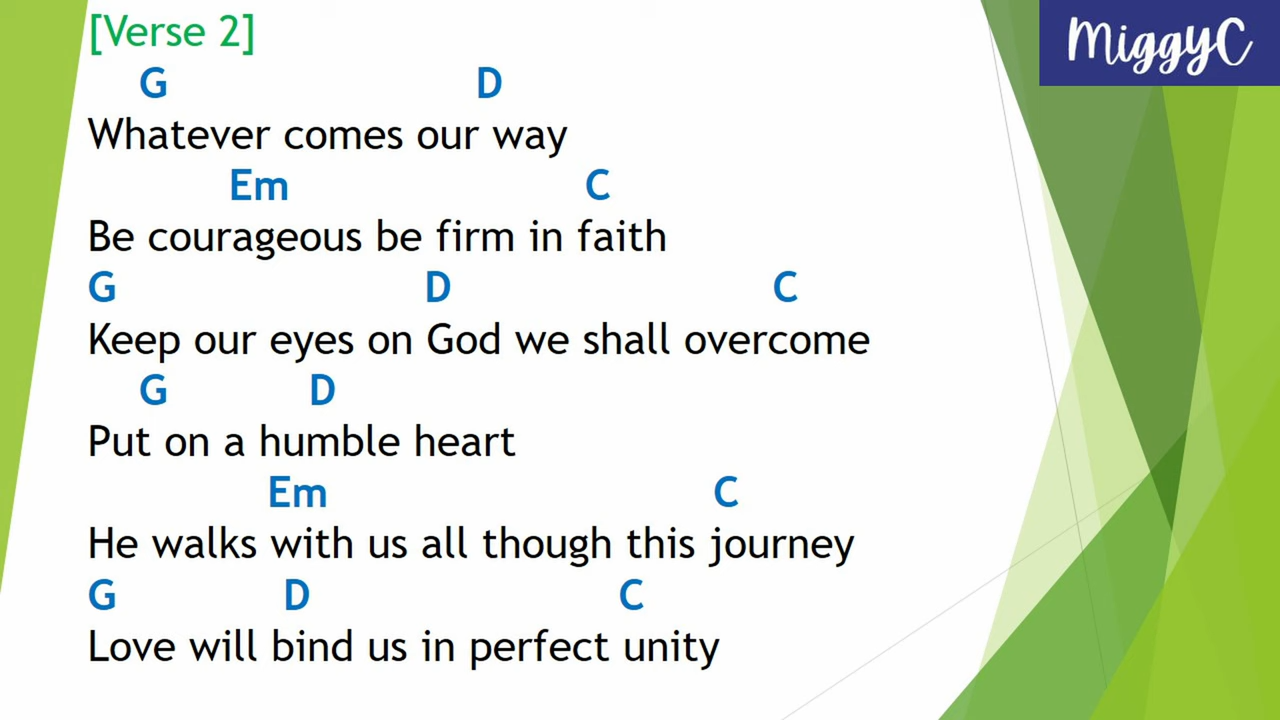 [Verse 2]
MiggyC
G D
Whatever comes our way
Em C
Be courageous be firm in faith
G D C
Keep our eyes on God we shall overcome
G D
Put on a humble heart
Em C
He walks with us all though this journey
G D C
Love will bind us in perfect unity